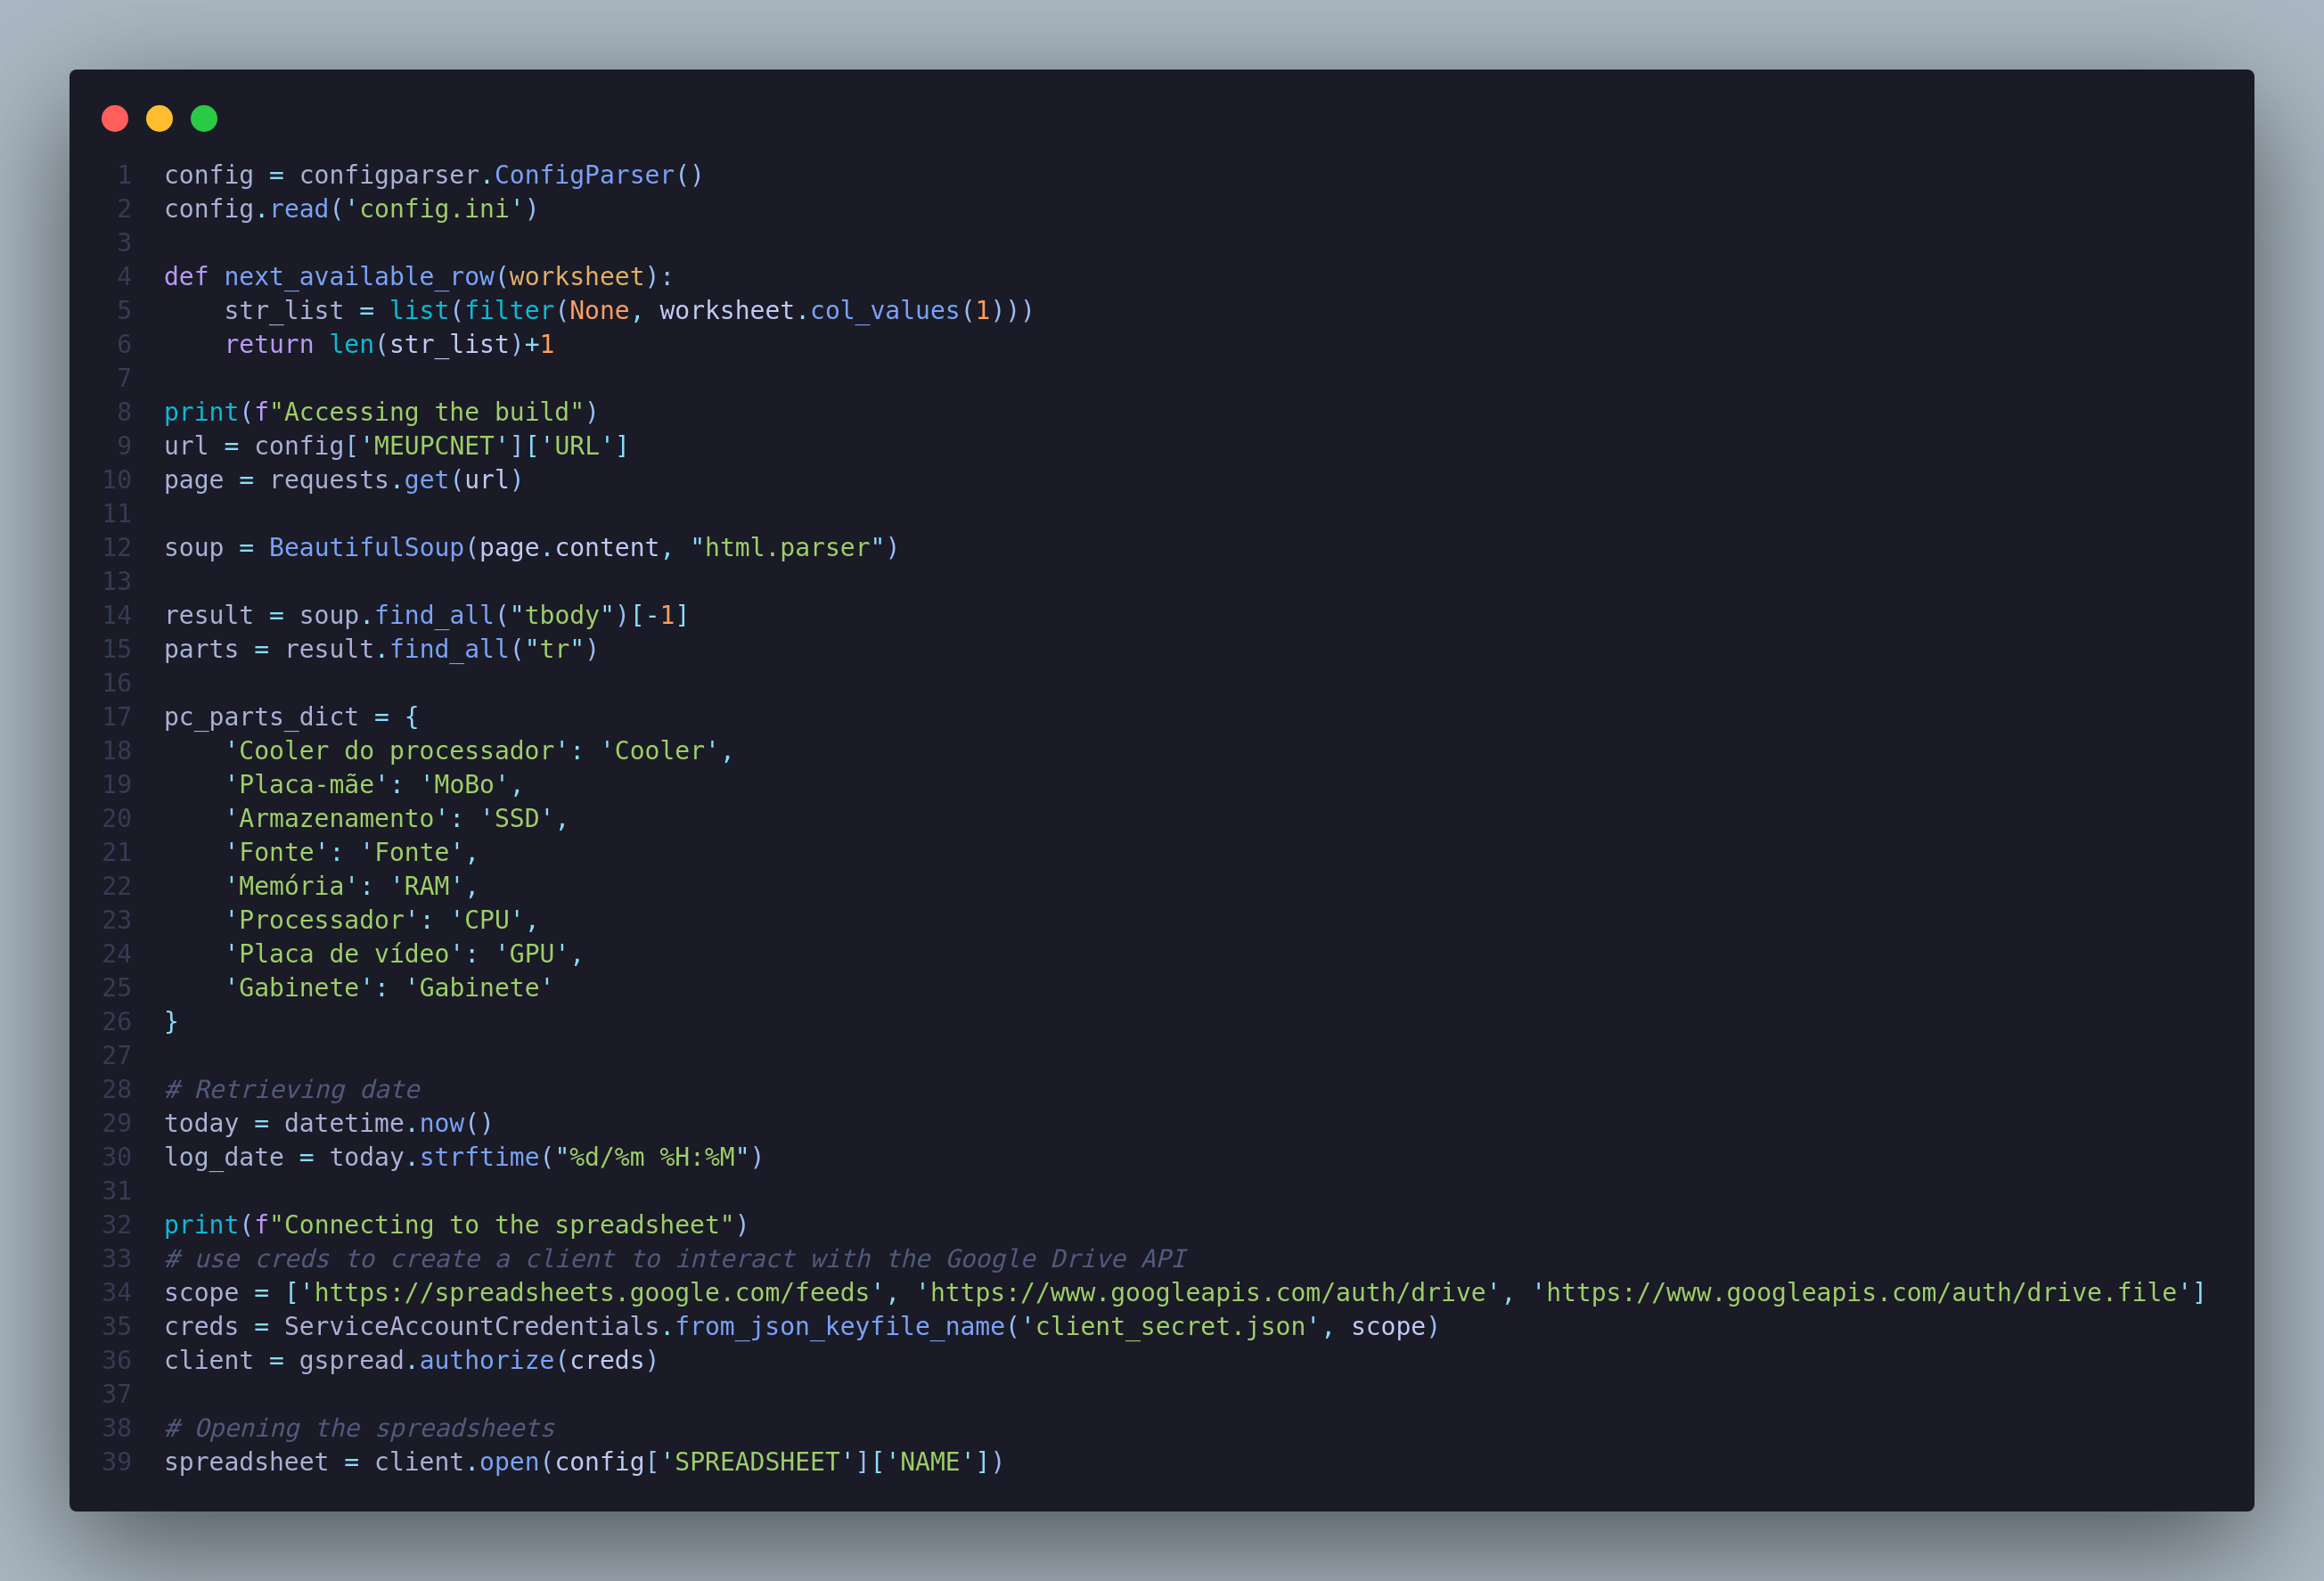 1 config = configparser.ConfigParser()
2 config.read('config.ini')
3
4 def next_available_row(worksheet):
5     str_list = list(filter(None, worksheet.col_values(1)))
6     return len(str_list)+1
7
8 print(f"Accessing the build")
9 url = config['MEUPCNET']['URL']
10 page = requests.get(url)
11
12 soup = BeautifulSoup(page.content, "html.parser")
13
14 result = soup.find_all("tbody")[-1]
15 parts = result.find_all("tr")
16
17 pc_parts_dict = {
18     'Cooler do processador': 'Cooler',
19     'Placa-mãe': 'MoBo',
20     'Armazenamento': 'SSD',
21     'Fonte': 'Fonte',
22     'Memória': 'RAM',
23     'Processador': 'CPU',
24     'Placa de vídeo': 'GPU',
25     'Gabinete': 'Gabinete'
26 }
27
28 # Retrieving date
29 today = datetime.now()
30 log_date = today.strftime("%d/%m %H:%M")
31
32 print(f"Connecting to the spreadsheet")
33 # use creds to create a client to interact with the Google Drive API
34 scope = ['https://spreadsheets.google.com/feeds', 'https://www.googleapis.com/auth/drive', 'https://www.googleapis.com/auth/drive.file']
35 creds = ServiceAccountCredentials.from_json_keyfile_name('client_secret.json', scope)
36 client = gspread.authorize(creds)
37
38 # Opening the spreadsheets
39 spreadsheet = client.open(config['SPREADSHEET']['NAME'])